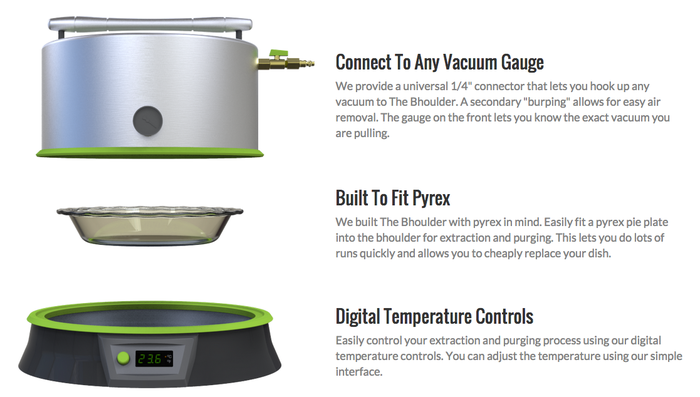 Connect To Any Vacuum Gauge
We provide a universal 1/4" connector that lets you hook up any
vacuum to The Bhoulder. A secondary "burping" allows for easy air
removal. The gauge on the front lets you know the exact vacuum you
are pulling.
Built To Fit Pyrex
We built The Bhoulder with pyrex in mind. Easily fit a pyrex pie plate
into the bhoulder for extraction and purging. This lets you do lots of
runs quickly and allows you to cheaply replace your dish.
Digital Temperature Controls
Easily control your extraction and purging process using our digital
temperature controls. You can adjust the temperature using our simple
interface.
23.6